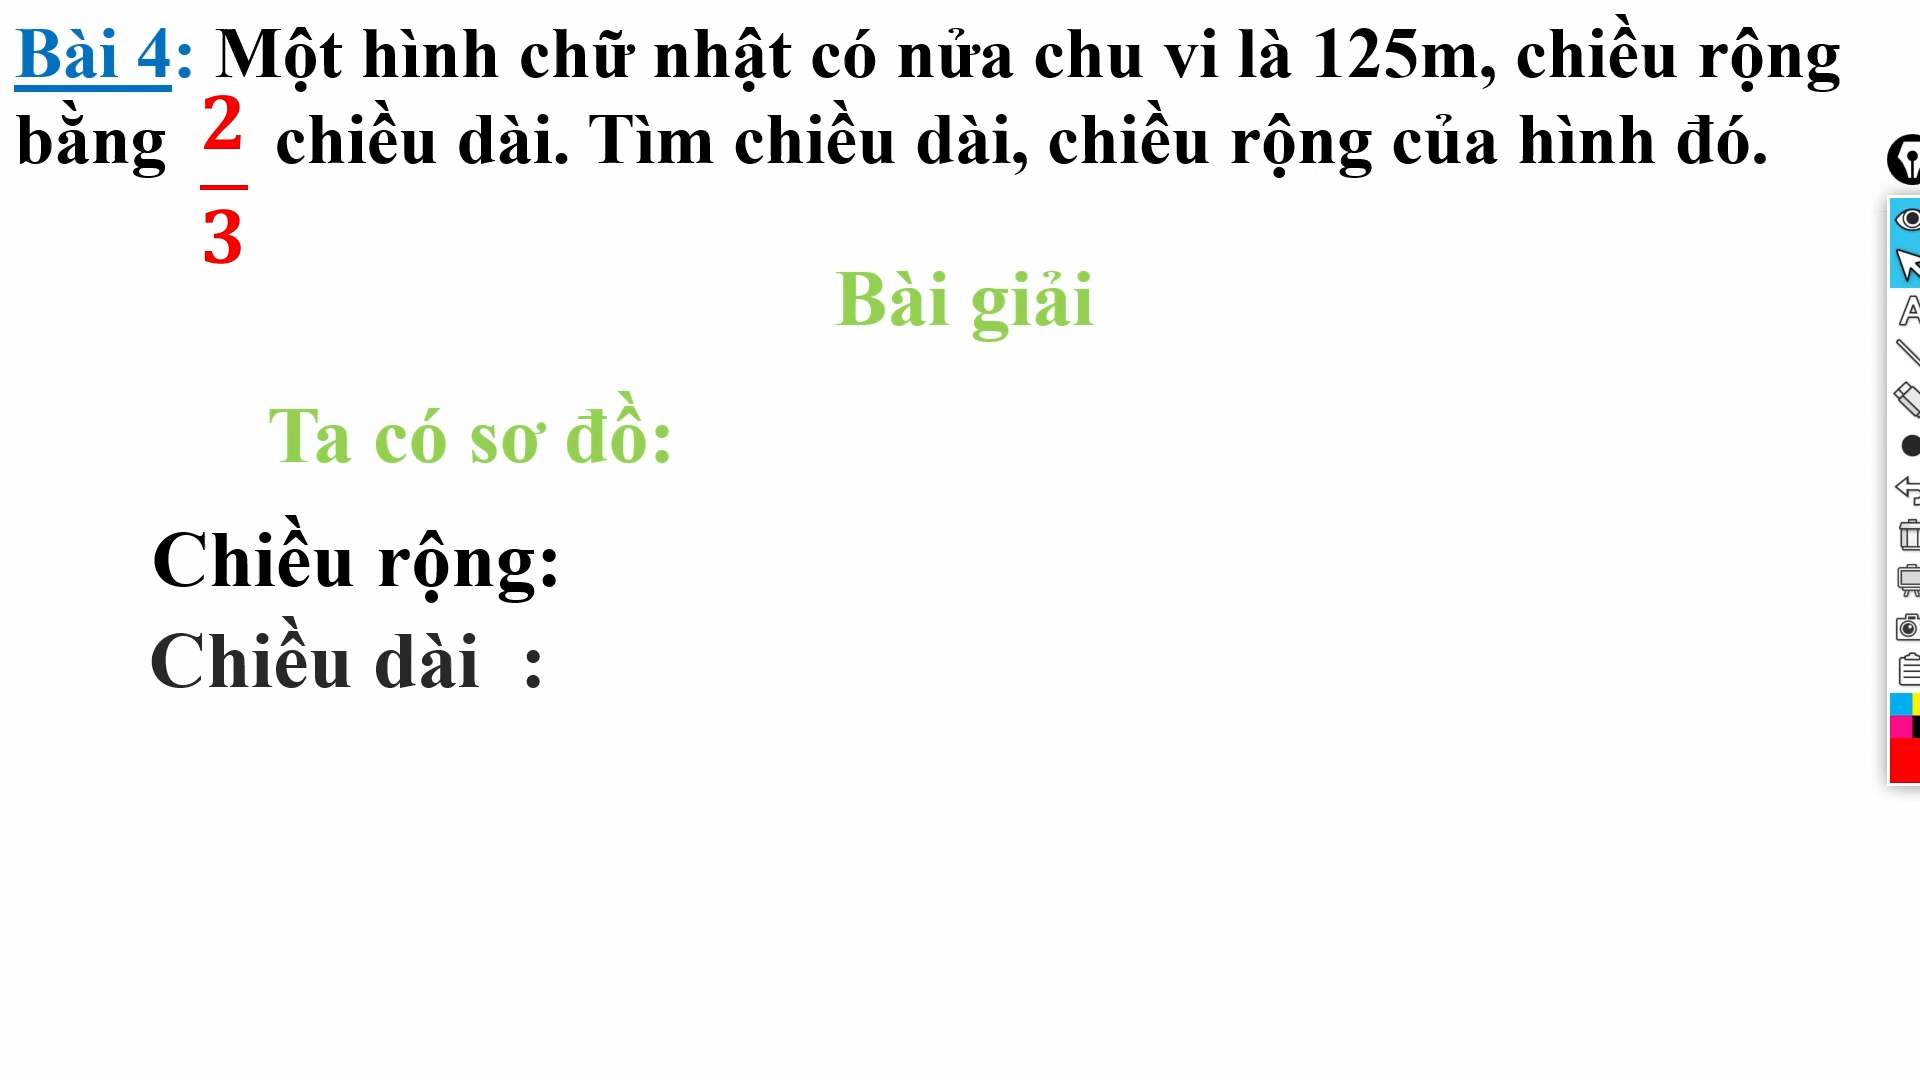 Bài 4: Một hình chữ nhật có nửa chu vi là 125m, chiều rộng
bằng 2/3 chiều dài. Tìm chiều dài, chiều rộng của hình đó.
Bài giải
Ta có sơ đồ:
Chiều rộng:
Chiều dài :